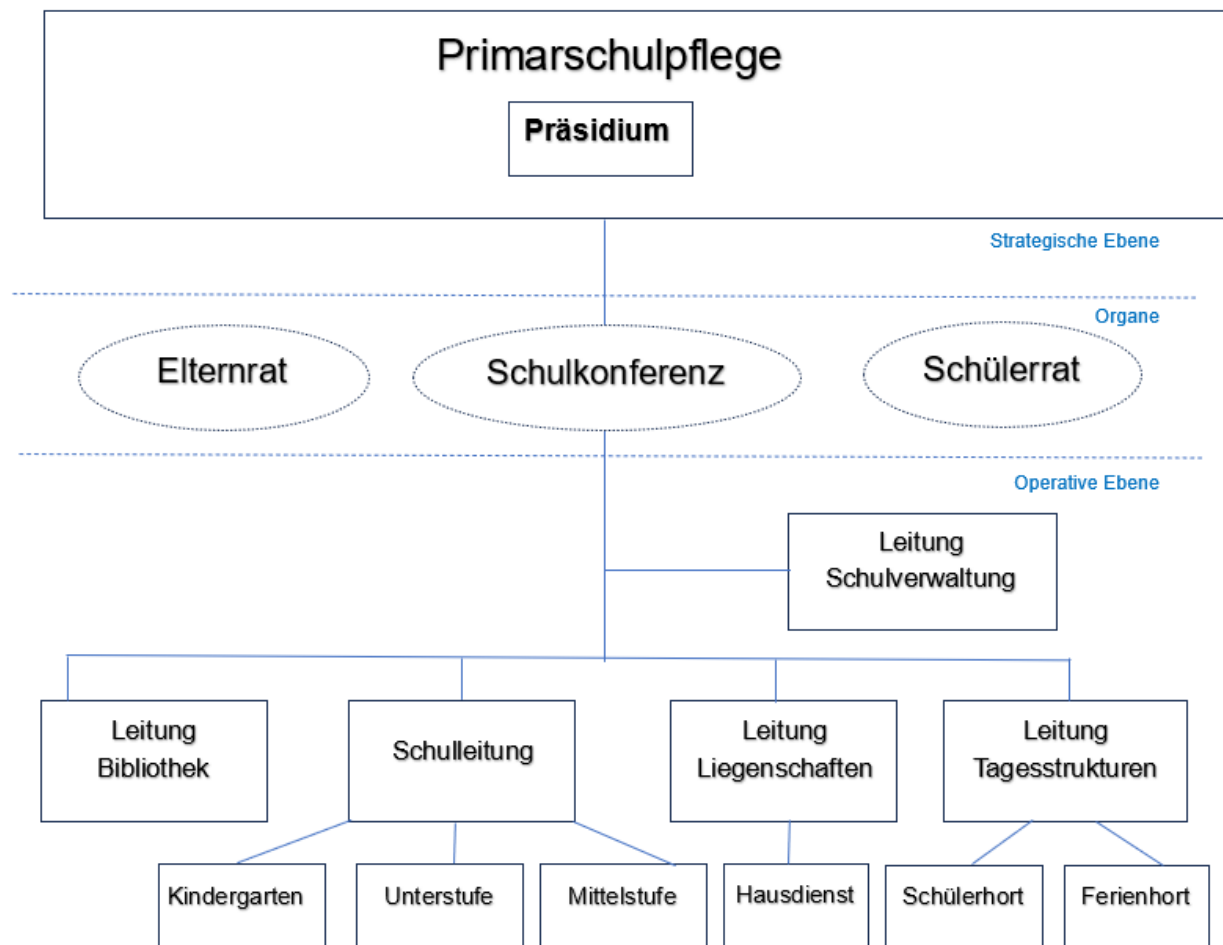 Primarschulpflege
Präsidium
Strategische Ebene
Organe
Elternrat
Schulkonferenz
Schülerrat
Operative Ebene
Leitung
Schulverwaltung
Leitung
Bibliothek
Schulleitung
Leitung
Liegenschaften
Leitung
Tagesstrukturen
Kindergarten
Unterstufe
Mittelstufe
Hausdienst
Schülerhort
Ferienhort